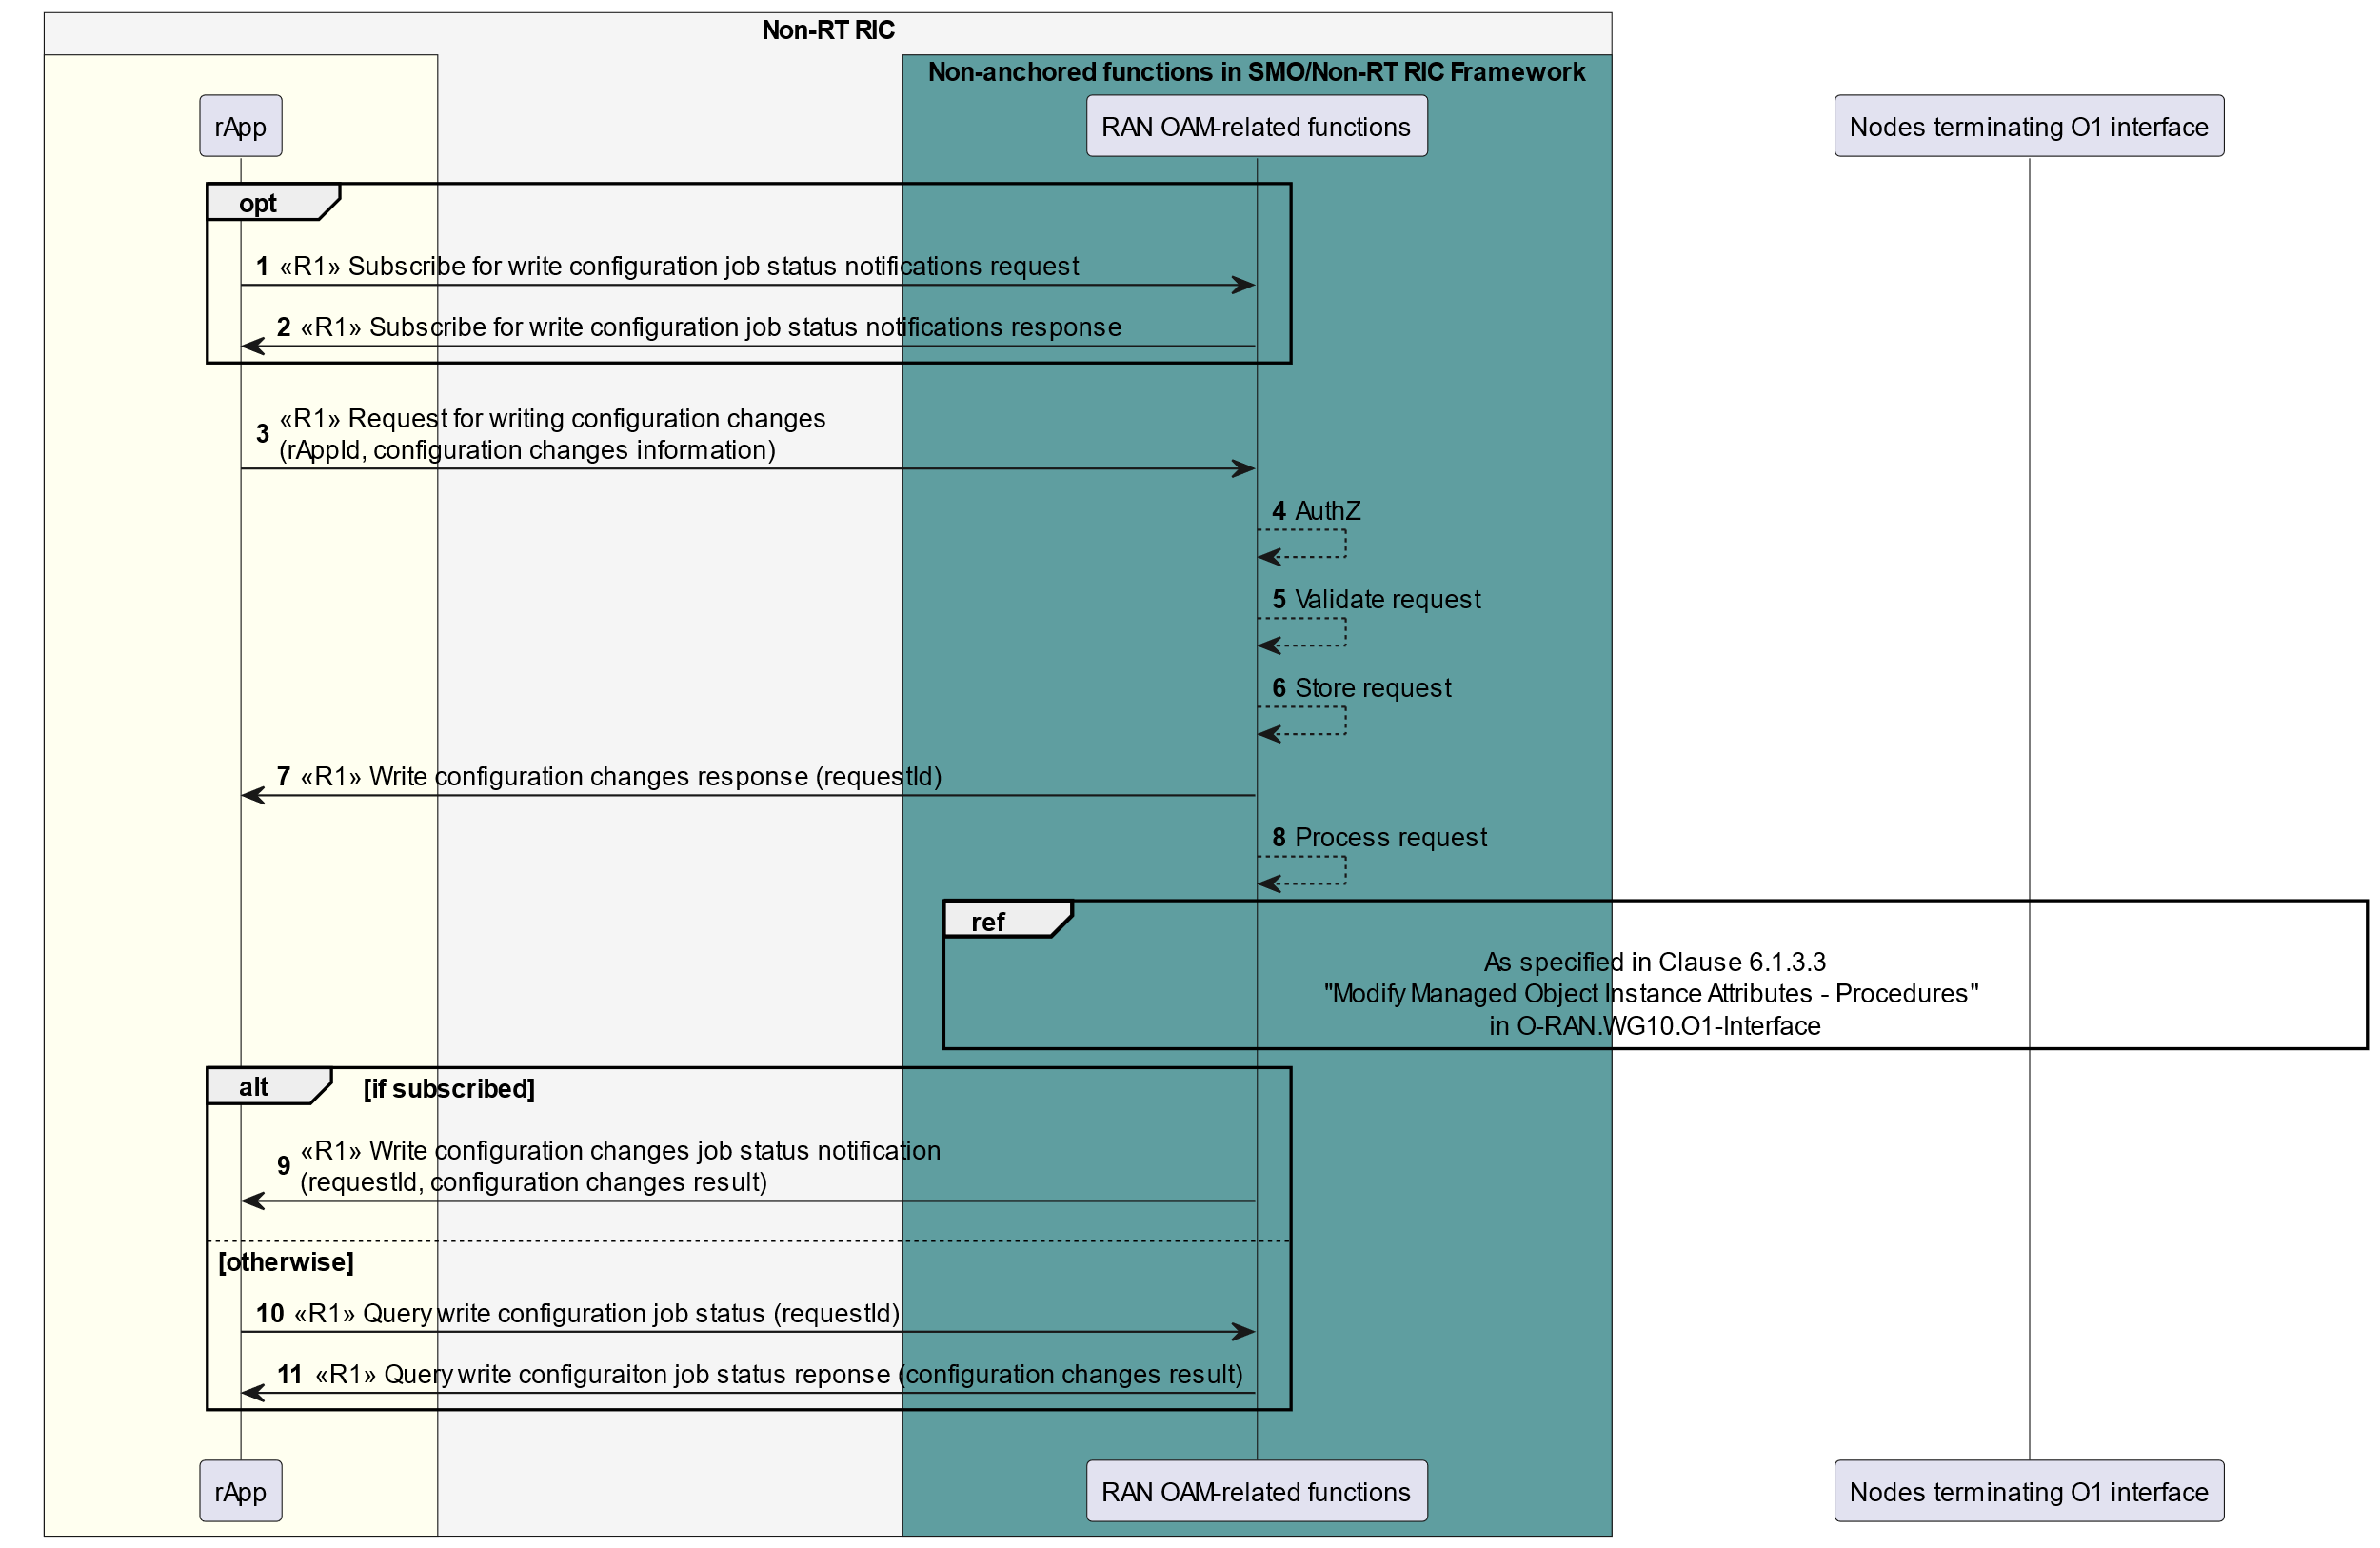 Non-RT RIC
Non-anchored functions in SMO/Non-RT RIC Framework
rApp
RAN OAM-related functions
Nodes terminating O1 interface
opt
1 «R1» Subscribe for write configuration job status notifications request
2 «R1» Subscribe for write configuration job status notifications response
3 «R1» Request for writing configuration changes
(rAppId, configuration changes information)
4 AuthZ
5 Validate request
6 Store request
7 «R1» Write configuration changes response (requestId)
8 Process request
ref
As specified in Clause 6.1.3.3
"Modify Managed Object Instance Attributes - Procedures"
in O-RAN.WG10.O1-Interface
alt [if subscribed]
9 «R1» Write configuration changes job status notification
(requestId, configuration changes result)
[otherwise]
10 «R1» Query write configuration job status (requestId)
11 «R1» Query write configuraiton job status reponse (configuration changes result)
rApp
RAN OAM-related functions
Nodes terminating O1 interface